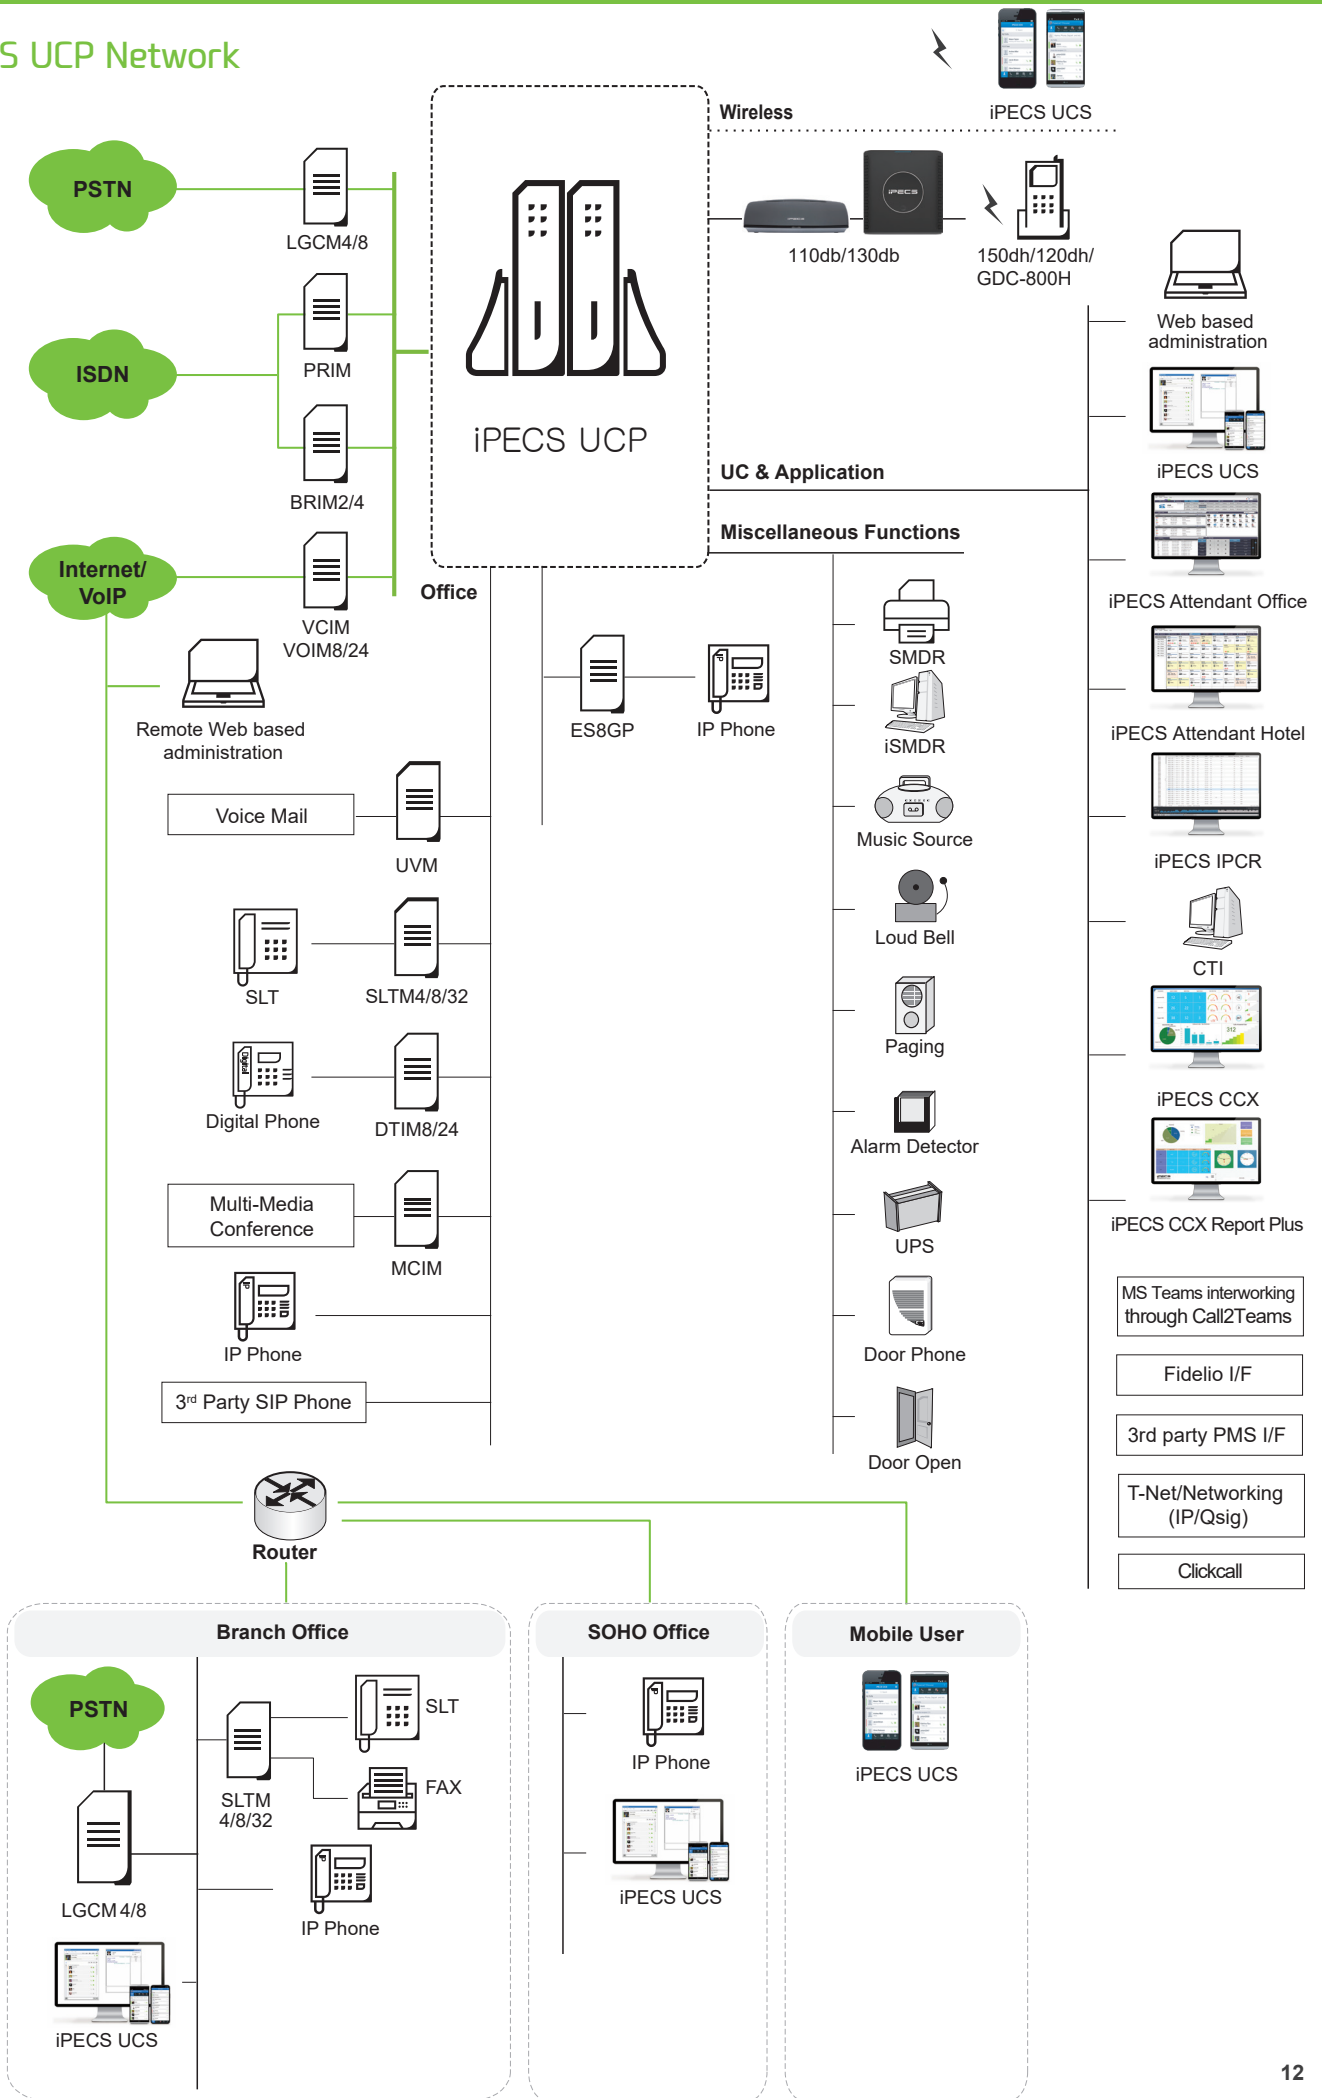 S UCP Network
iPECS UCS
Wireless
PSTN
LGCM4/8
iPECS
110db/130db
150dh/120dh/
GDC-800H
ISDN
PRIM
BRIM2/4
iPECS UCP
Web based
administration
iPECS UCS
UC & Application
Miscellaneous Functions
Internet/
VoIP
VCIM
VOIM8/24
Office
iPECS Attendant Office
Remote Web based
administration
ES8GP
IP
IP Phone
SMDR
iSMDR
iPECS Attendant Hotel
Voice Mail
UVM
Music Source
iPECS IPCR
SLT
SLTM4/8/32
Loud Bell
CTI
Digital
Digital Phone
DTIM8/24
Paging
312
iPECS CCX
Alarm Detector
Multi-Media
Conference
MCIM
UPS
iPECS CCX Report Plus
IP
IP Phone
Door Phone
MS Teams interworking
through Call2Teams
Fidelio I/F
3rd Party SIP Phone
Door Open
3rd party PMS I/F
T-Net/Networking
(IP/Qsig)
Clickcall
Router
Branch Office
SOHO Office
Mobile User
PSTN
SLT
SLTM
4/8/32
FAX
LGCM 4/8
IP
IP Phone
iPECS UCS
IP
IP Phone
iPECS UCS
iPECS UCS
12